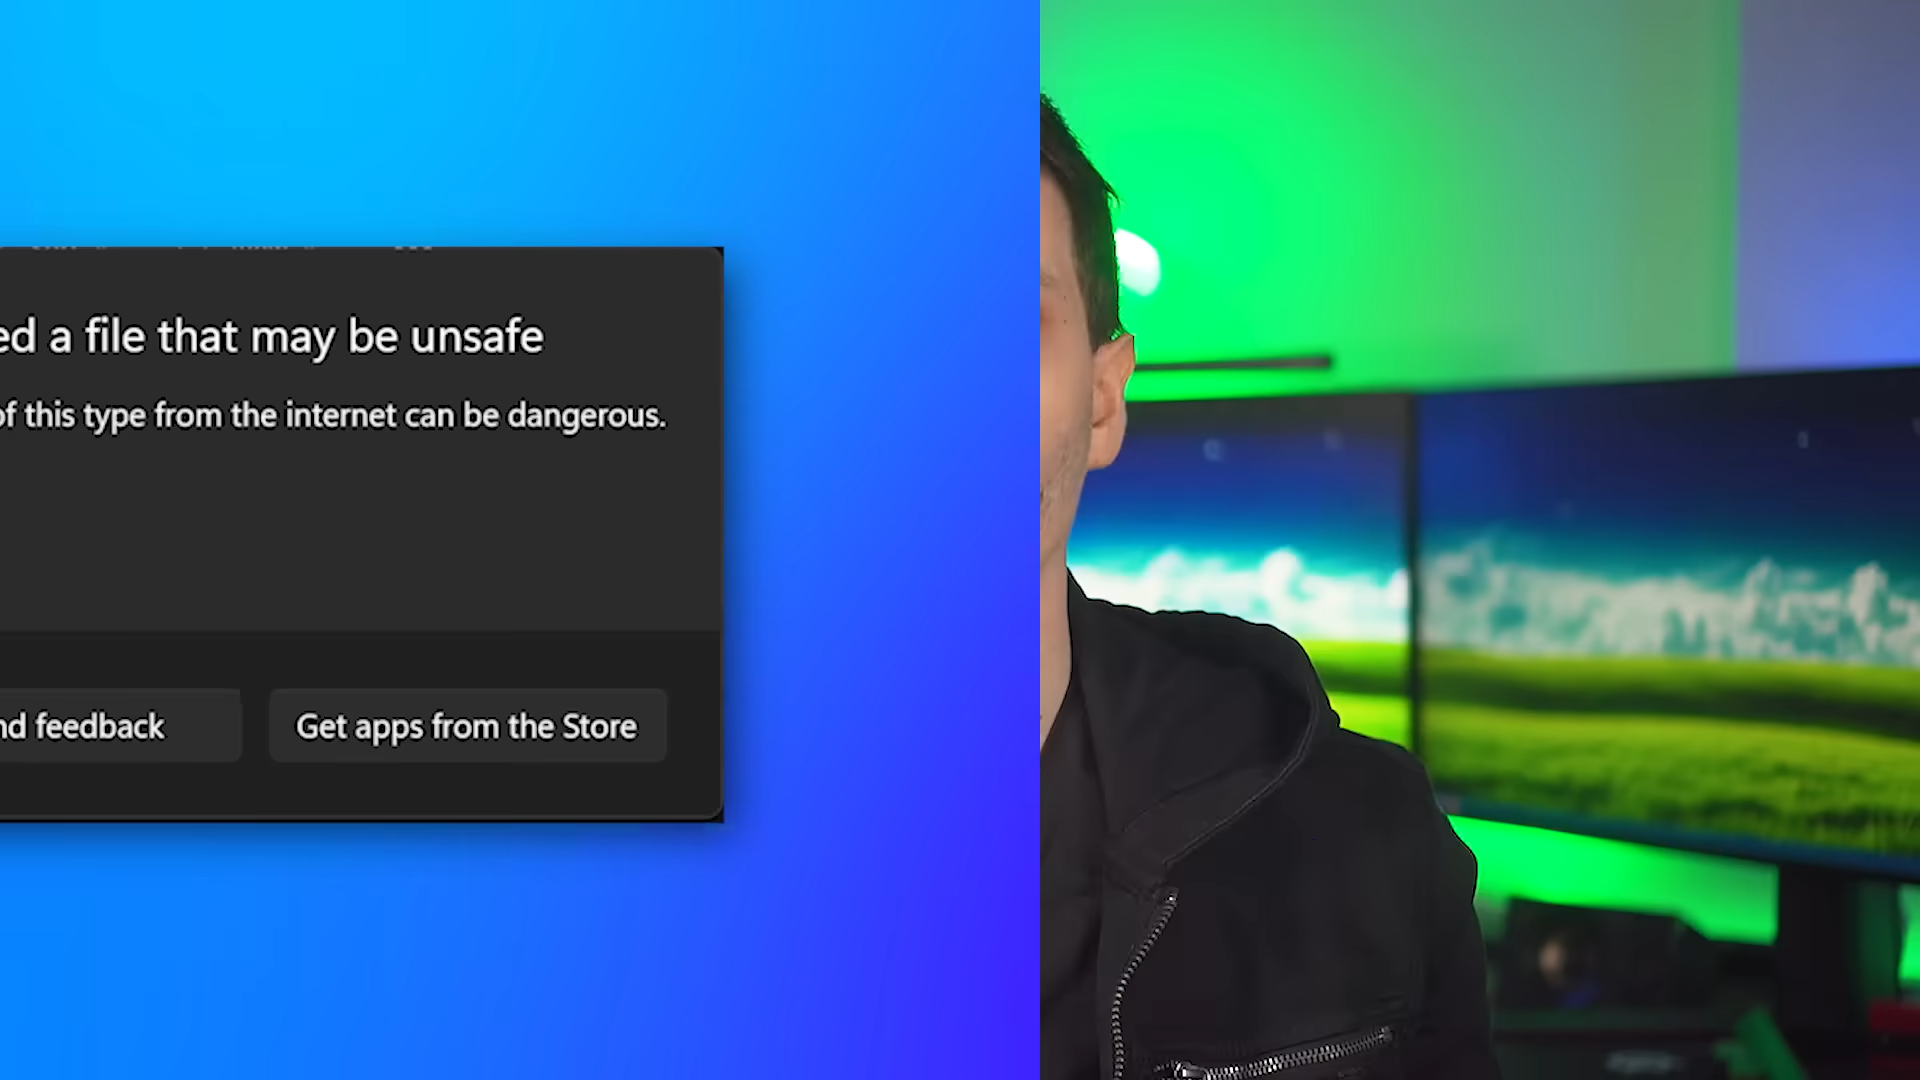 ed a file that may be unsafe
of this type from the internet can be dangerous.
nd feedback
Get apps from the Store